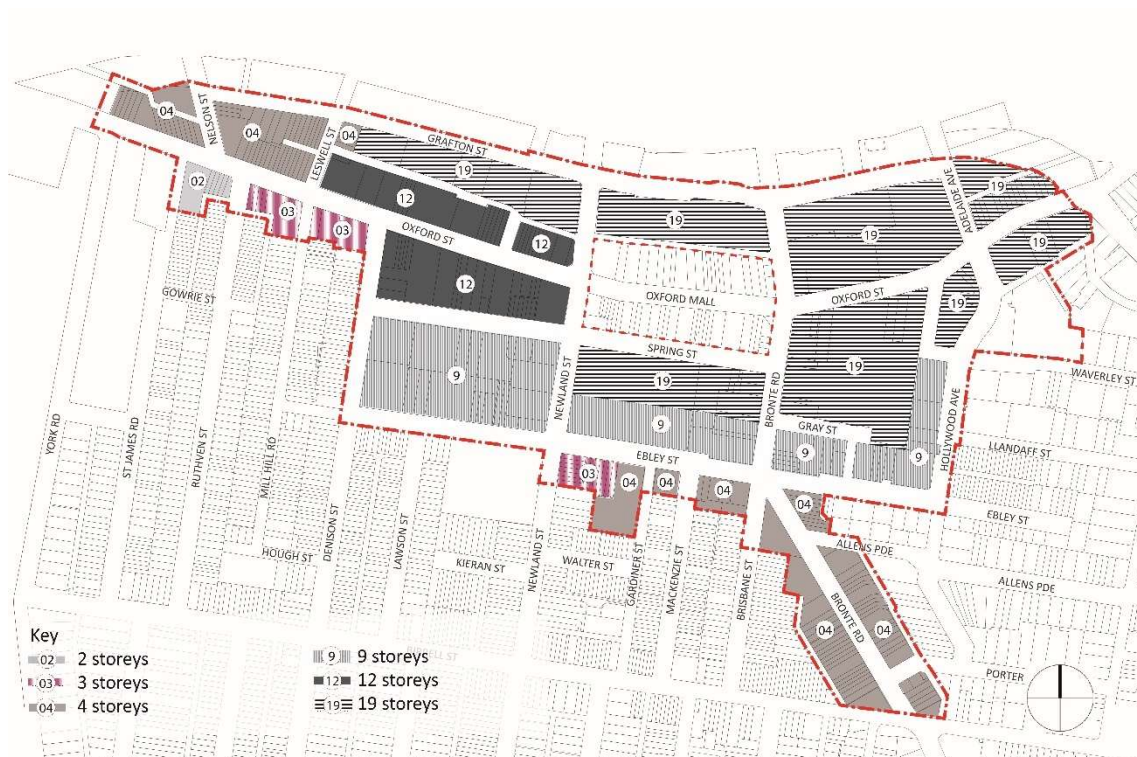 GRAFTON ST
NELSON ST
LESWELL ST
ADELAIDE AVE
04
04
04
19
19
19
19
02
03
03
12
12
19
19
OXFORD ST
OXFORD MALL
OXFORD ST
GOWRIE ST
12
SPRING ST
19
19
WAVERLEY ST
9
NEWLAND ST
BRONTE RD
HOLLYWOOD AVE
GRAY ST
9
9
9
LLANDAFF ST
YORK RD
ST JAMES RD
RUTHVEN ST
MILL HILL RD
EBLEY ST
03
04
04
04
04
EBLEY ST
ALLENS PDE
ALLENS PDE
HOUGH ST
DENISON ST
LAWSON ST
KIERAN ST
NEWLAND ST
WALTER ST
GARDINER ST
MACKENZIE ST
BRISBANE ST
BRONTE RD
04
04
PORTER
Key
02 2 storeys
03 3 storeys
04 4 storeys
9 9 storeys
12 12 storeys
19 19 storeys